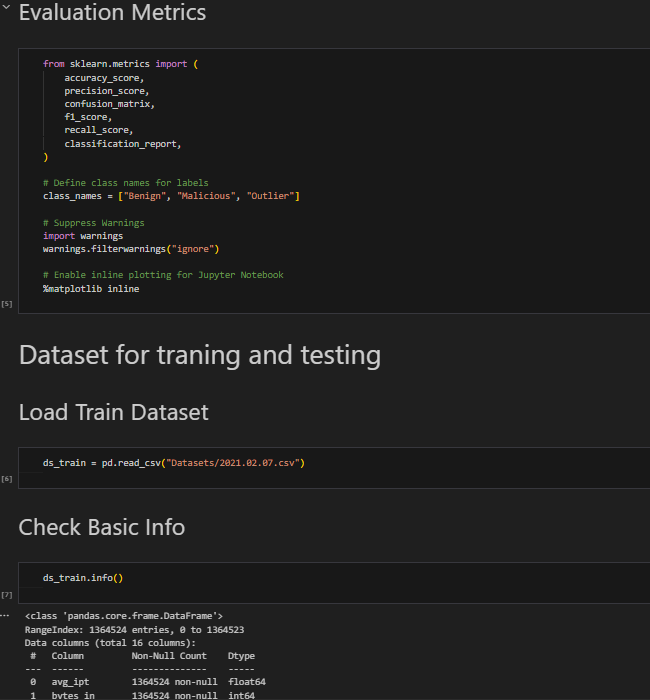 Evaluation Metrics
from sklearn.metrics import (
    accuracy_score,
    precision_score,
    confusion_matrix,
    f1_score,
    recall_score,
    classification_report,
)
# Define class names for labels
class_names = ["Benign", "Malicious", "Outlier"]
# Suppress Warnings
import warnings
warnings.filterwarnings("ignore")
# Enable inline plotting for Jupyter Notebook
%matplotlib inline
[5]
Dataset for traning and testing
Load Train Dataset
ds_train = pd.read_csv("Datasets/2021.02.07.csv")
[6]
Check Basic Info
ds_train.info()
[7]
... <class 'pandas.core.frame.DataFrame'>
RangeIndex: 1364524 entries, 0 to 1364523
Data columns (total 16 columns):
 #   Column       Non-Null Count    Dtype
---  ------       --------------    -----
 0   avg_ipt      1364524 non-null  float64
 1   bytes_in     1364524 non-null  int64